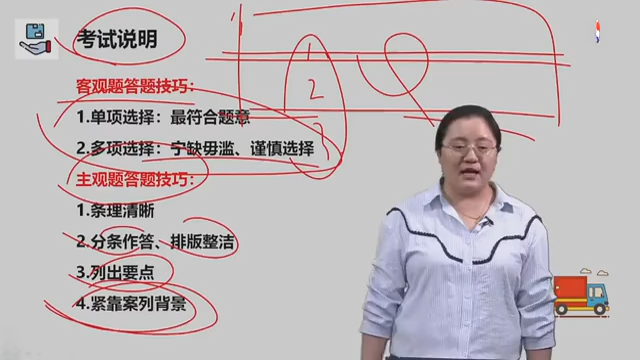 考试说明
客观题答题技巧：
1.单项选择：最符合题意
2.多项选择：宁缺毋滥、谨慎选择
主观题答题技巧：
1.条理清晰
2.分条作答、排版整洁
3.列出要点
4.紧靠案列背景
1
2
3